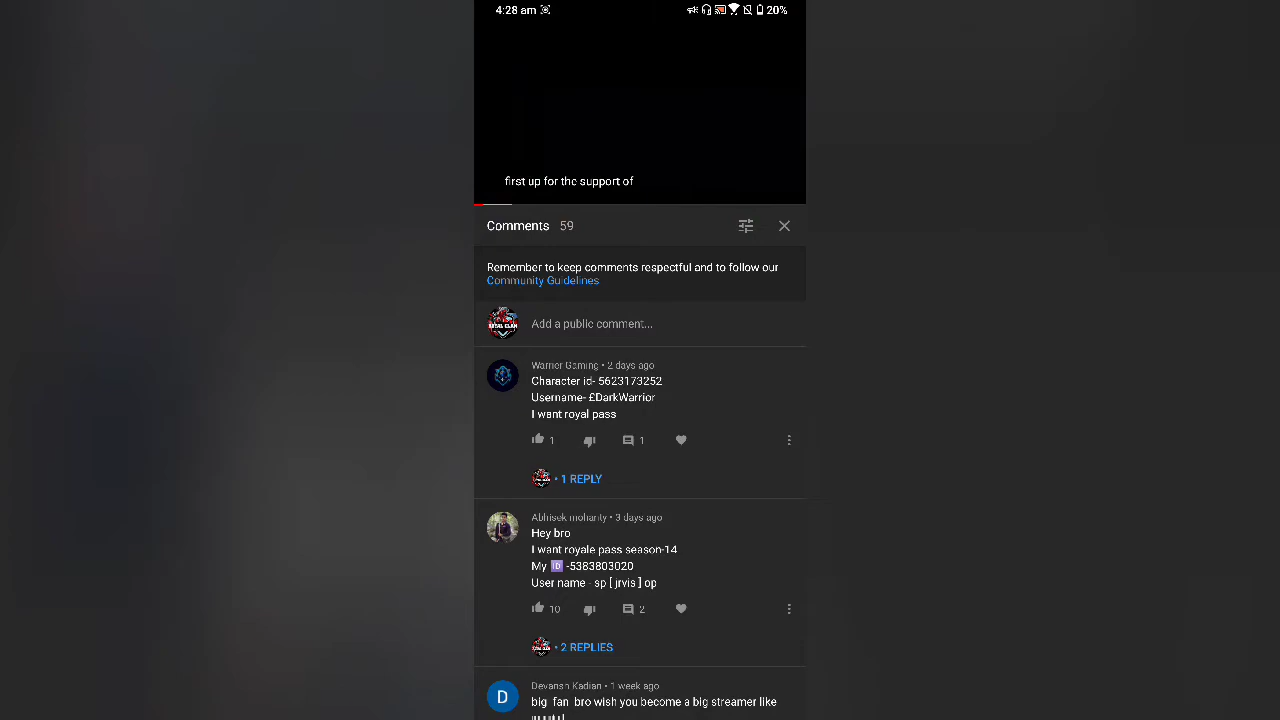 4:28 am 20%
first up for the support of
Comments 59
Remember to keep comments respectful and to follow our
Community Guidelines
Add a public comment...
Warrier Gaming • 2 days ago
Character id- 5623173252
Username- £DarkWarrior
I want royal pass
1 1
• 1 REPLY
Abhisek moharity • 3 days ago
Hey bro
I want royale pass season-14
My 🆔 -5383803020
User name - sp [ jrvis ] op
10 2
• 2 REPLIES
D
Devansh Kadian • 1 week ago
big fan bro wish you become a big streamer like